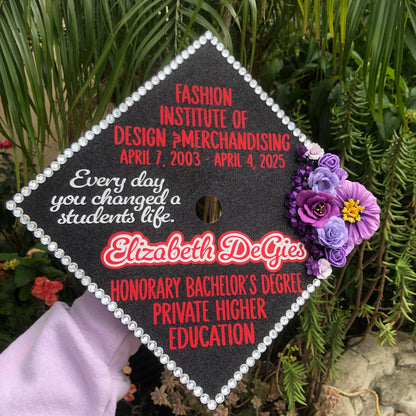 FASHION
INSTITUTE OF
DESIGN & MERCHANDISING
APRIL 7, 2003 - APRIL 4, 2025
Every day
you changed a
students life.
Elizabeth DeGies
HONORARY BACHELOR'S DEGREE
PRIVATE HIGHER
EDUCATION